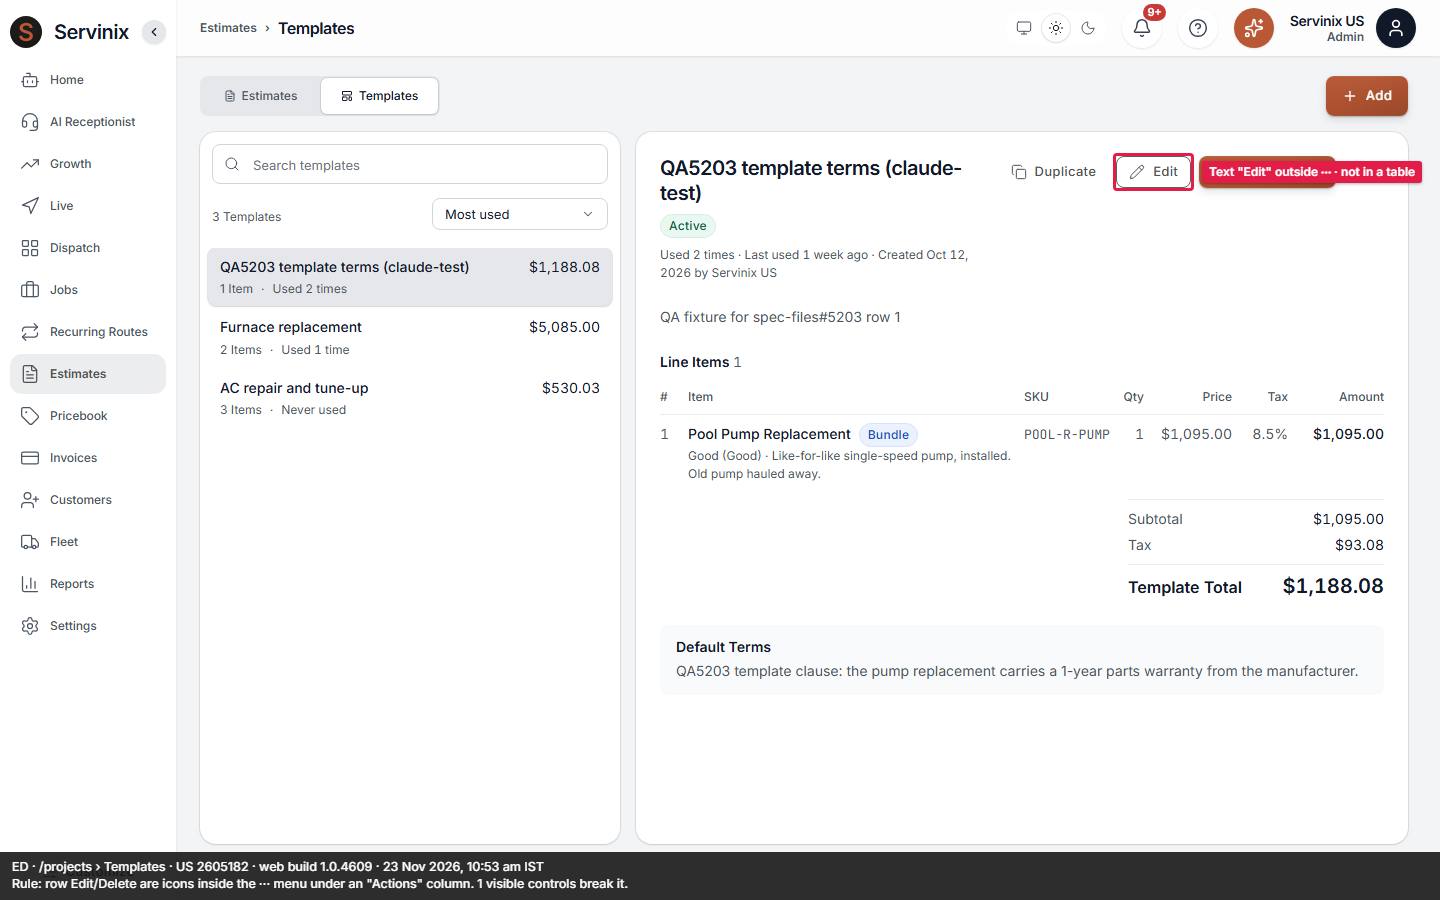 Servinix
Estimates › Templates
9+
Servinix US
Admin
Home
AI Receptionist
Growth
Live
Dispatch
Jobs
Recurring Routes
Estimates
Pricebook
Invoices
Customers
Fleet
Reports
Settings
Estimates
Templates
+ Add
Search templates
3 Templates
Most used
QA5203 template terms (claude-test) $1,188.08
1 Item · Used 2 times
Furnace replacement $5,085.00
2 Items · Used 1 time
AC repair and tune-up $530.03
3 Items · Never used
QA5203 template terms (claude-
test)
Duplicate
Edit
Text "Edit" outside ··· · not in a table
Active
Used 2 times · Last used 1 week ago · Created Oct 12,
2026 by Servinix US
QA fixture for spec-files#5203 row 1
Line Items 1
# Item SKU Qty Price Tax Amount
1 Pool Pump Replacement Bundle POOL-R-PUMP 1 $1,095.00 8.5% $1,095.00
Good (Good) · Like-for-like single-speed pump, installed.
Old pump hauled away.
Subtotal $1,095.00
Tax $93.08
Template Total $1,188.08
Default Terms
QA5203 template clause: the pump replacement carries a 1-year parts warranty from the manufacturer.
ED · /projects › Templates · US 2605182 · web build 1.0.4609 · 23 Nov 2026, 10:53 am IST
Rule: row Edit/Delete are icons inside the ··· menu under an "Actions" column. 1 visible controls break it.